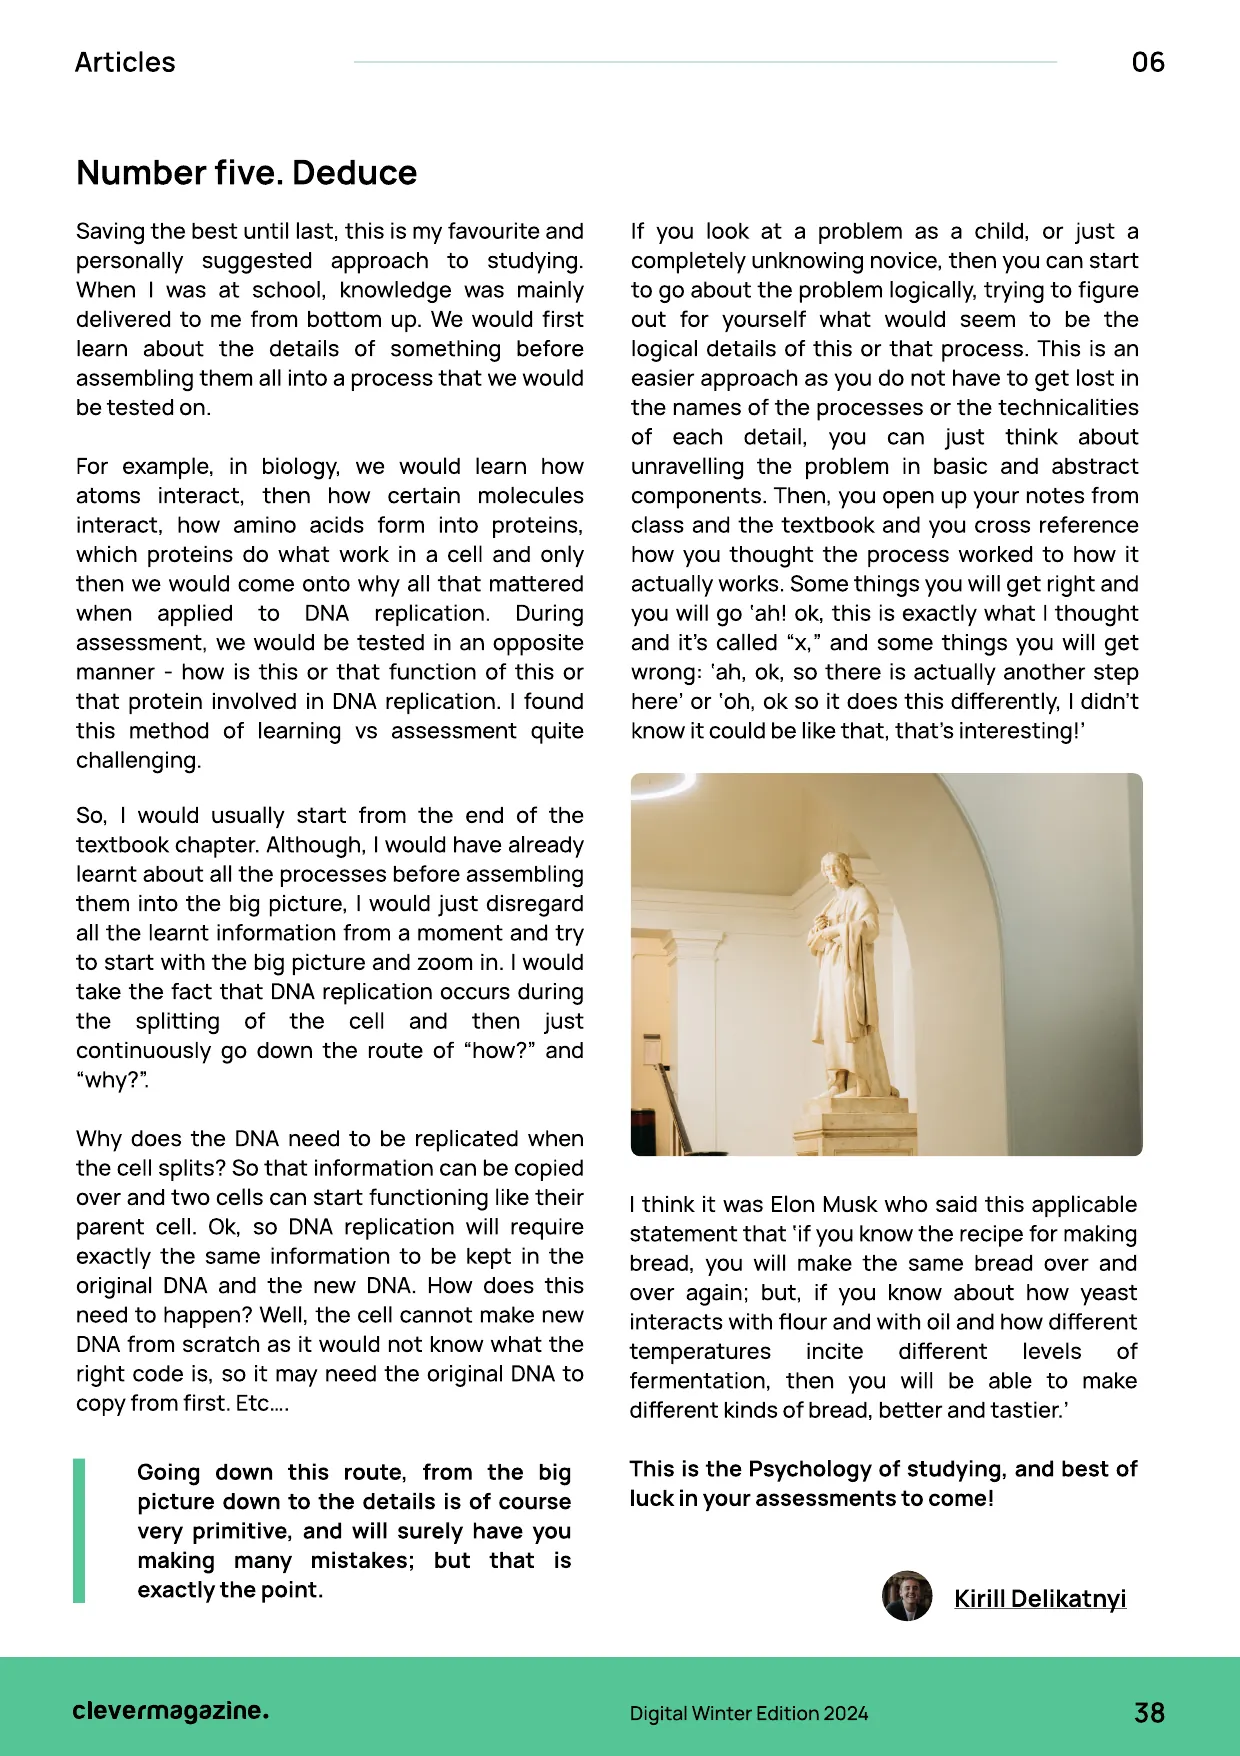 Articles
06
Number five. Deduce
Saving the best until last, this is my favourite and
personally suggested approach to studying.
When I was at school, knowledge was mainly
delivered to me from bottom up. We would first
learn about the details of something before
assembling them all into a process that we would
be tested on.
For example, in biology, we would learn how
atoms interact, then how certain molecules
interact, how amino acids form into proteins,
which proteins do what work in a cell and only
then we would come onto why all that mattered
when applied to DNA replication. During
assessment, we would be tested in an opposite
manner - how is this or that function of this or
that protein involved in DNA replication. I found
this method of learning vs assessment quite
challenging.
So, I would usually start from the end of the
textbook chapter. Although, I would have already
learnt about all the processes before assembling
them into the big picture, I would just disregard
all the learnt information from a moment and try
to start with the big picture and zoom in. I would
take the fact that DNA replication occurs during
the splitting of the cell and then just
continuously go down the route of “how?” and
“why?”.
Why does the DNA need to be replicated when
the cell splits? So that information can be copied
over and two cells can start functioning like their
parent cell. Ok, so DNA replication will require
exactly the same information to be kept in the
original DNA and the new DNA. How does this
need to happen? Well, the cell cannot make new
DNA from scratch as it would not know what the
right code is, so it may need the original DNA to
copy from first. Etc....
Going down this route, from the big
picture down to the details is of course
very primitive, and will surely have you
making many mistakes; but that is
exactly the point.
If you look at a problem as a child, or just a
completely unknowing novice, then you can start
to go about the problem logically, trying to figure
out for yourself what would seem to be the
logical details of this or that process. This is an
easier approach as you do not have to get lost in
the names of the processes or the technicalities
of each detail, you can just think about
unravelling the problem in basic and abstract
components. Then, you open up your notes from
class and the textbook and you cross reference
how you thought the process worked to how it
actually works. Some things you will get right and
you will go ‘ah! ok, this is exactly what I thought
and it’s called “x,” and some things you will get
wrong: ‘ah, ok, so there is actually another step
here’ or ‘oh, ok so it does this differently, I didn’t
know it could be like that, that’s interesting!’
I think it was Elon Musk who said this applicable
statement that ‘if you know the recipe for making
bread, you will make the same bread over and
over again; but, if you know about how yeast
interacts with flour and with oil and how different
temperatures incite different levels of
fermentation, then you will be able to make
different kinds of bread, better and tastier.’
This is the Psychology of studying, and best of
luck in your assessments to come!
Kirill Delikatnyi
clevermagazine.
Digital Winter Edition 2024
38